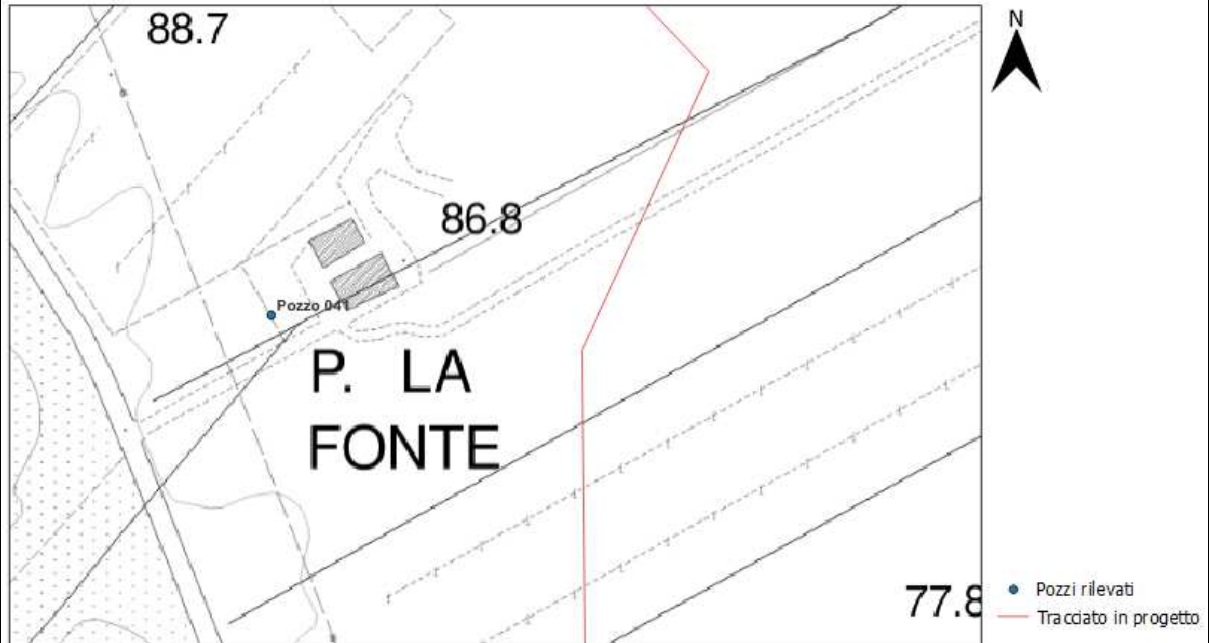 88.7
N
86.8
Pozzo 041
P. LA
FONTE
77.8
Pozzi rilevati
Tracciato in progetto